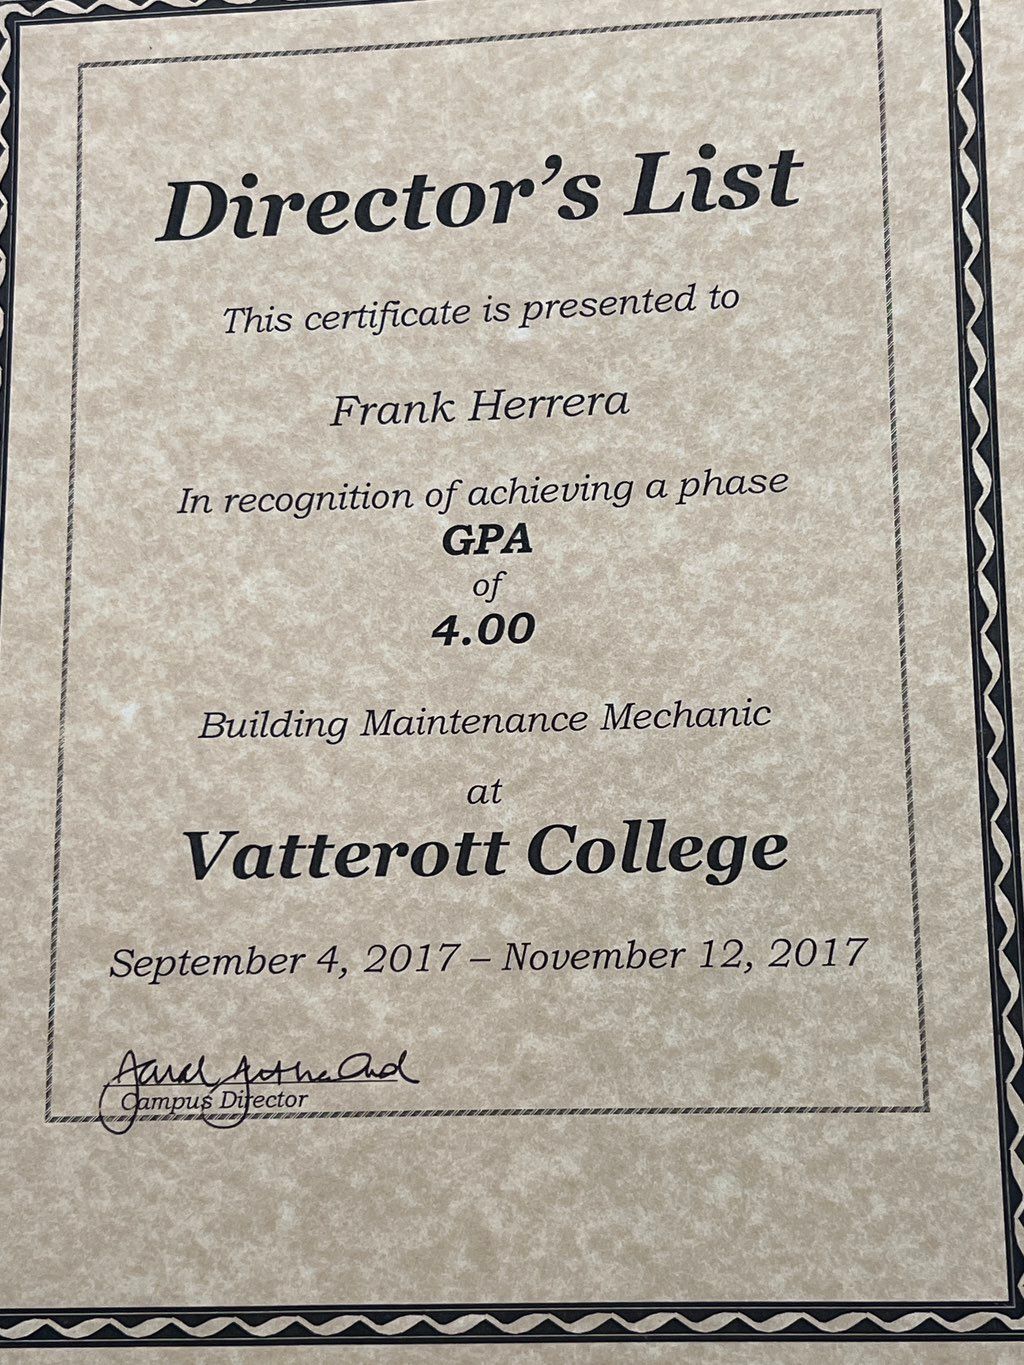 Director's List
This certificate is presented to
Frank Herrera
In recognition of achieving a phase
GPA
of
4.00
Building Maintenance Mechanic
at
Vatterott College
September 4, 2017 – November 12, 2017
Campus Director